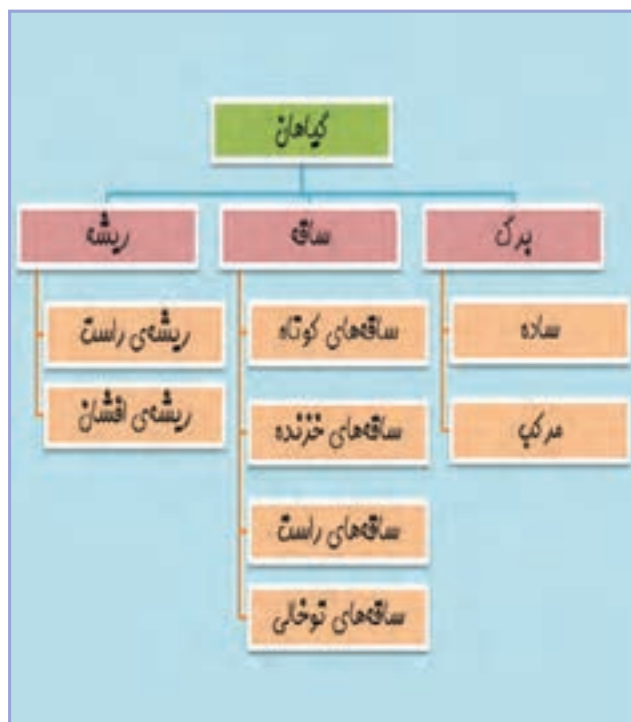 گیاهان
برگ
ساده
مرکب
ساقه
ساقه‌های کوتاه
ساقه‌های خزنده
ساقه‌های راست
ساقه‌های توخالی
ریشه
ریشه‌ی راست
ریشه‌ی افشان